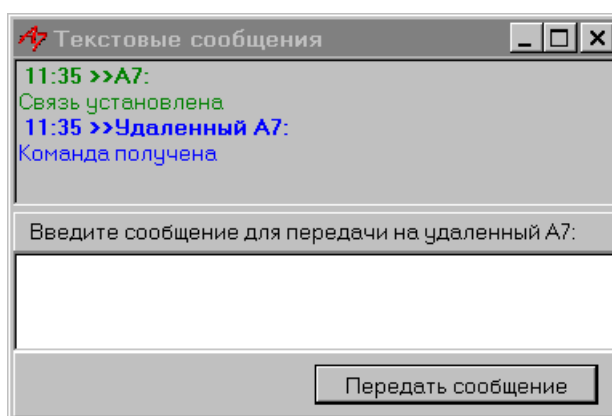 A7 Текстовые сообщения
11:35 >>A7:
Связь установлена
11:35 >>Удаленный A7:
Команда получена
Введите сообщение для передачи на удаленный A7:
Передать сообщение